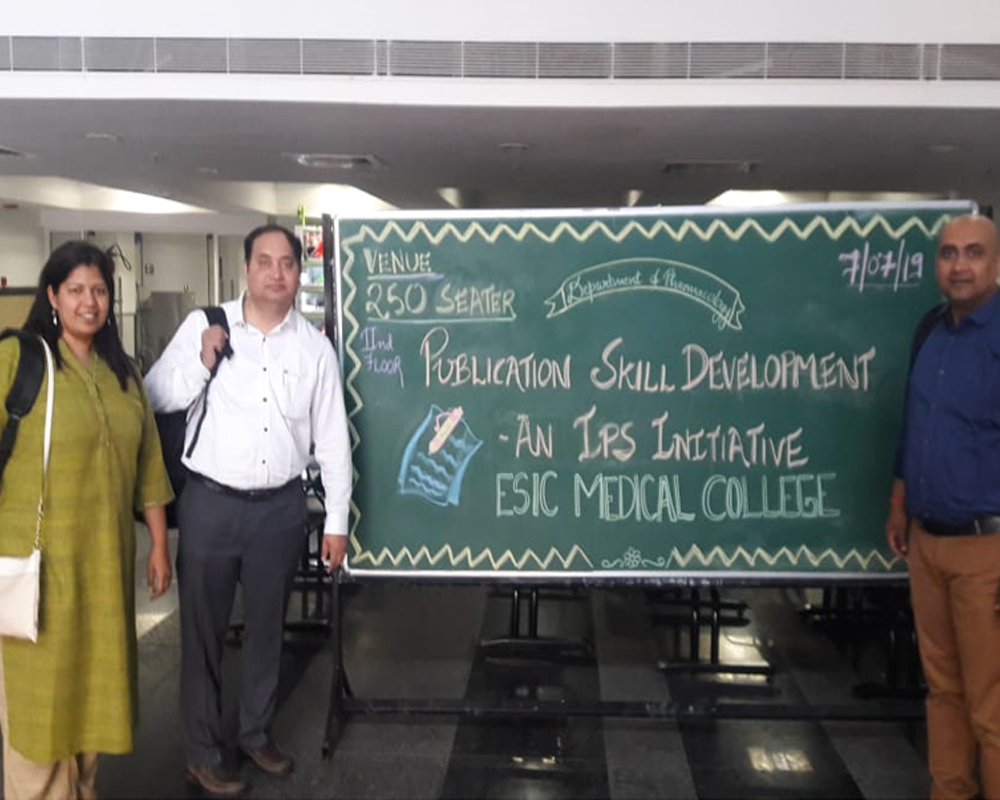 VENUE
250 SEATER
IInd
FLOOR
Department of Pharmacology
7/07/19
PUBLICATION SKILL DEVELOPMENT
-AN IPS INITIATIVE
ESIC MEDICAL COLLEGE